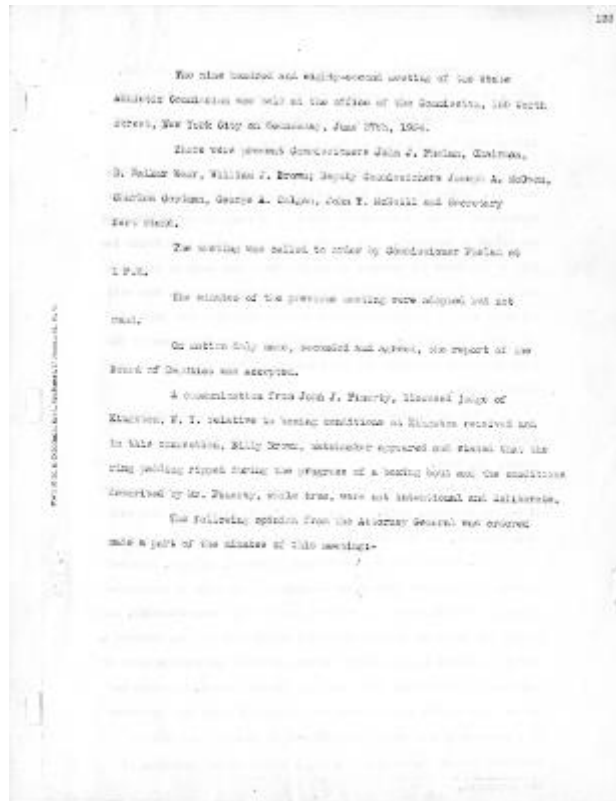 The nine hundred and eighty-second meeting of the State
Athletic Commission was held at the office of the Commission, 160 North
Street, New York City on Wednesday, June 27th, 1934.
There were present Commissioners John J. Phelan, Chairman,
D. Walker Wear, William J. Brown; Deputy Commissioners Joseph A. McOwen,
Charles George A. John T. and Secretary
The meeting was called to order by Commissioner Phelan at
1 P.M.
The minutes of the previous meeting were adopted but not
read.
On motion duly made, seconded and agreed, the report of the
Board of was accepted.
A communication from John J. Finerty, licensed judge of
Kingston, N. Y. relative to boxing conditions at Kingston received and
in this connection, Billy Brown, matchmaker appeared and stated that the
ring padding ripped during the progress of a boxing bout and the conditions
described by Mr. Finerty, while true, were not intentional and deliberate.
The following opinion from the Attorney General was ordered
made a part of the minutes of this meeting:-